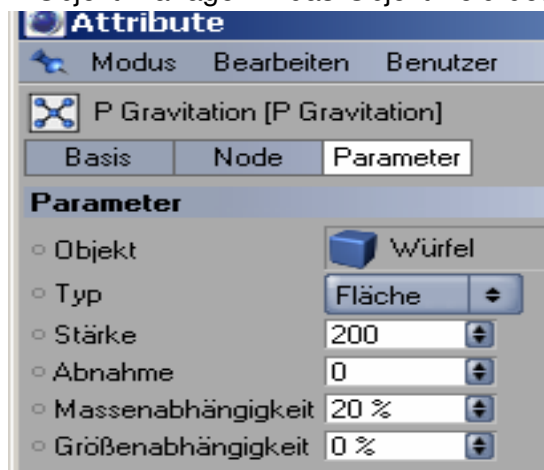 Attribute
Modus Bearbeiten Benutzer
P Gravitation [P Gravitation]
Basis Node Parameter
Parameter
Objekt Würfel
Typ Fläche
Stärke 200
Abnahme 0
Massenabhängigkeit 20 %
Größenabhängigkeit 0 %